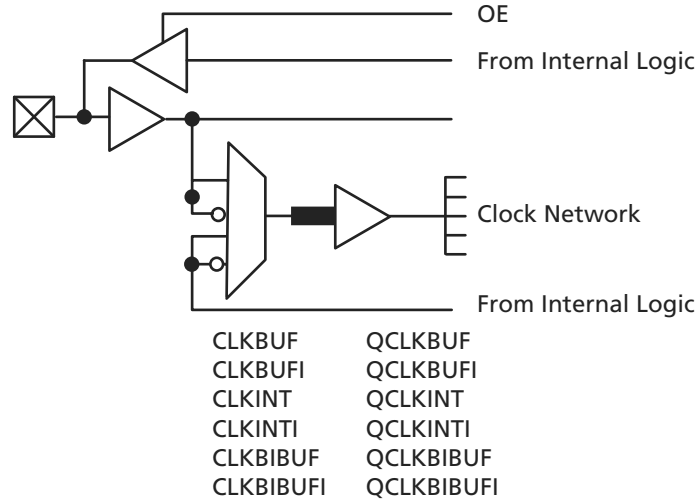 OE
From Internal Logic
Clock Network
From Internal Logic
CLKBUF QCLKBUF
CLKBUFI QCLKBUFI
CLKINT QCLKINT
CLKINTI QCLKINTI
CLKBIBUF QCLKBIBUF
CLKBIBUFI QCLKBIBUFI